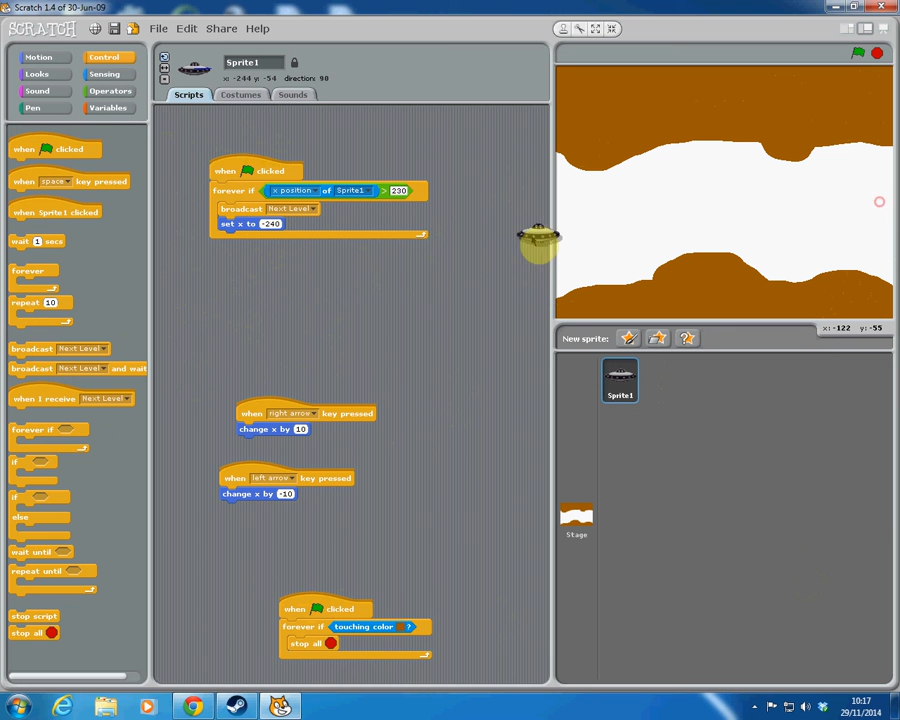 Scratch 1.4 of 30-Jun-09
SCRATCH File Edit Share Help
Motion Control
Looks Sensing
Sound Operators
Pen Variables
Sprite1
x: -244 y: -54 direction: 90
Scripts Costumes Sounds
when clicked
when space key pressed
when Sprite1 clicked
wait 1 secs
forever
repeat 10
broadcast Next Level
broadcast Next Level and wait
when I receive Next Level
forever if
if
if
else
wait until
repeat until
stop script
stop all
when clicked
forever if x position of Sprite1 > 230
broadcast Next Level
set x to -240
when right arrow key pressed
change x by 10
when left arrow key pressed
change x by -10
when clicked
forever if touching color ?
stop all
x: -122 y: -55
New sprite:
Sprite1
Stage
10:17
29/11/2014